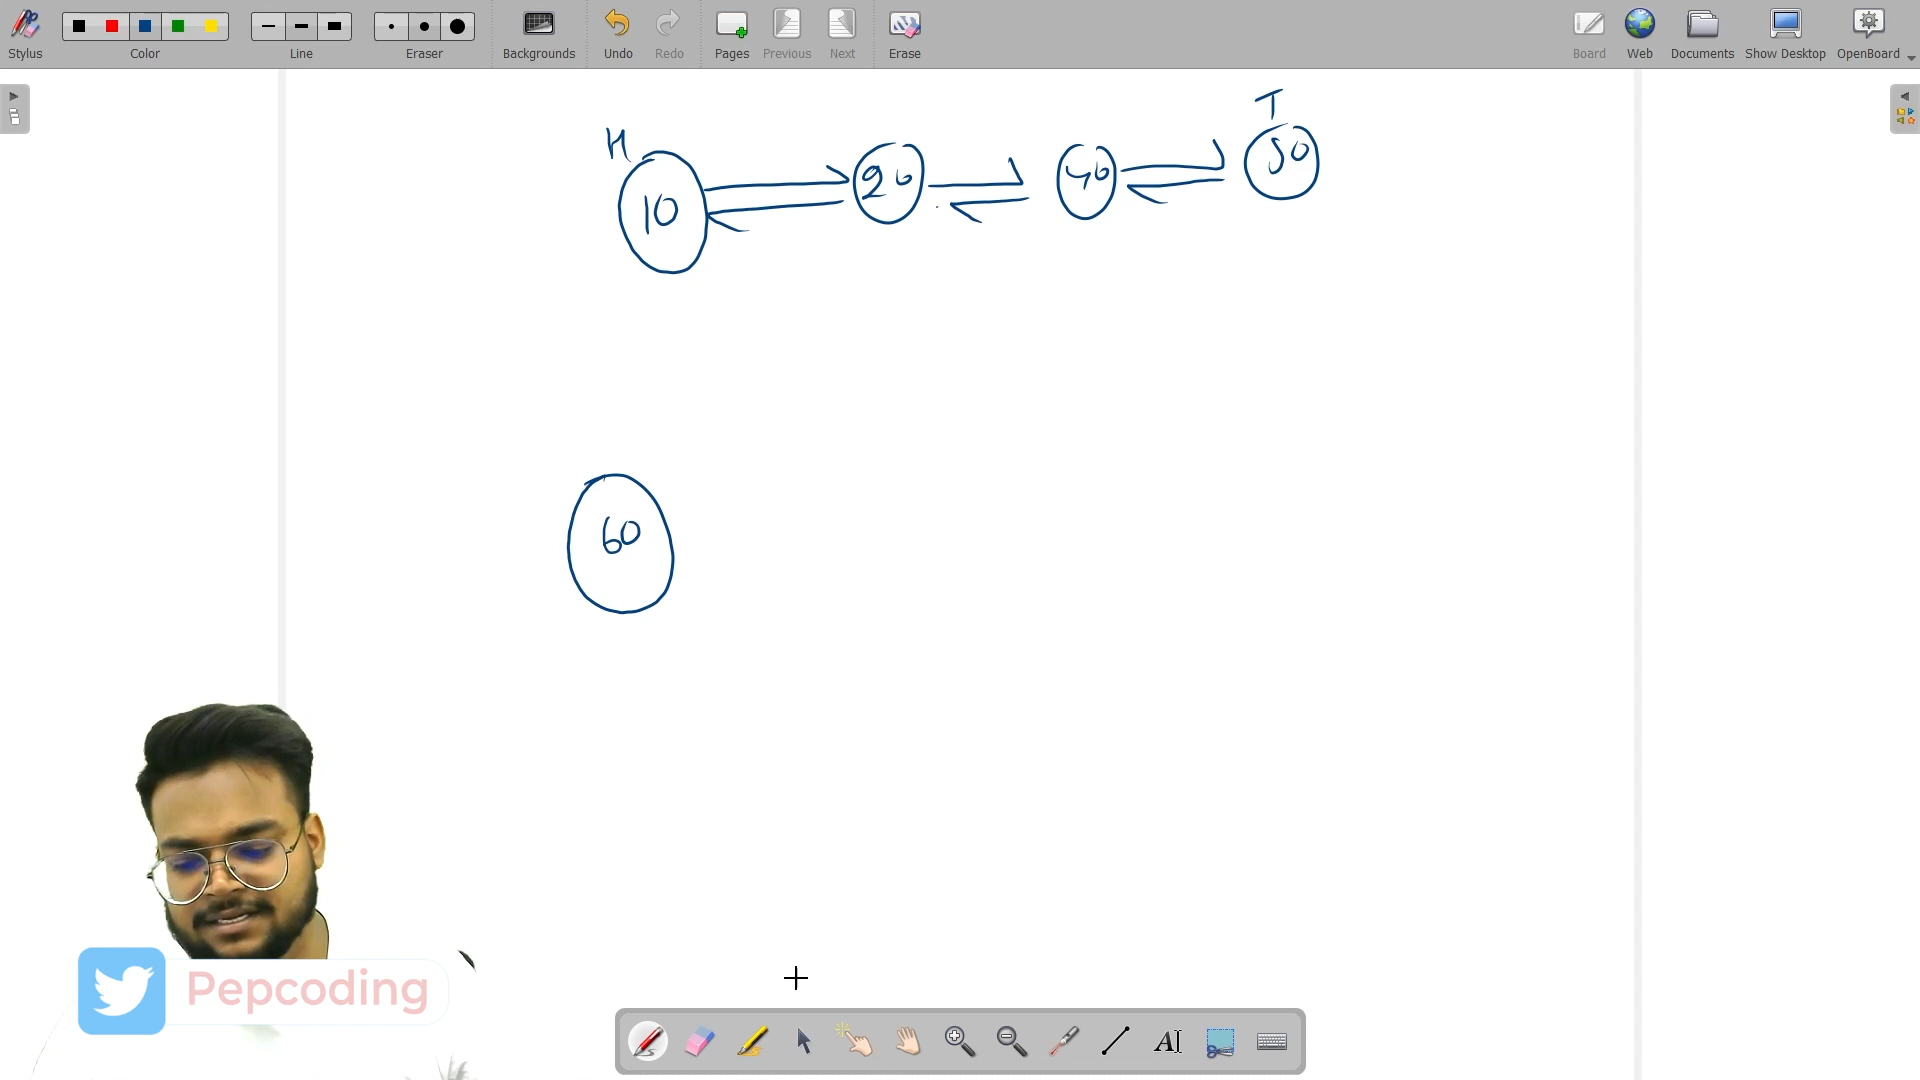 Stylus Color Line Eraser Backgrounds Undo Redo Pages Previous Next Erase Board Web Documents Show Desktop OpenBoard
H T
10 20 40 50
60
Pepcoding